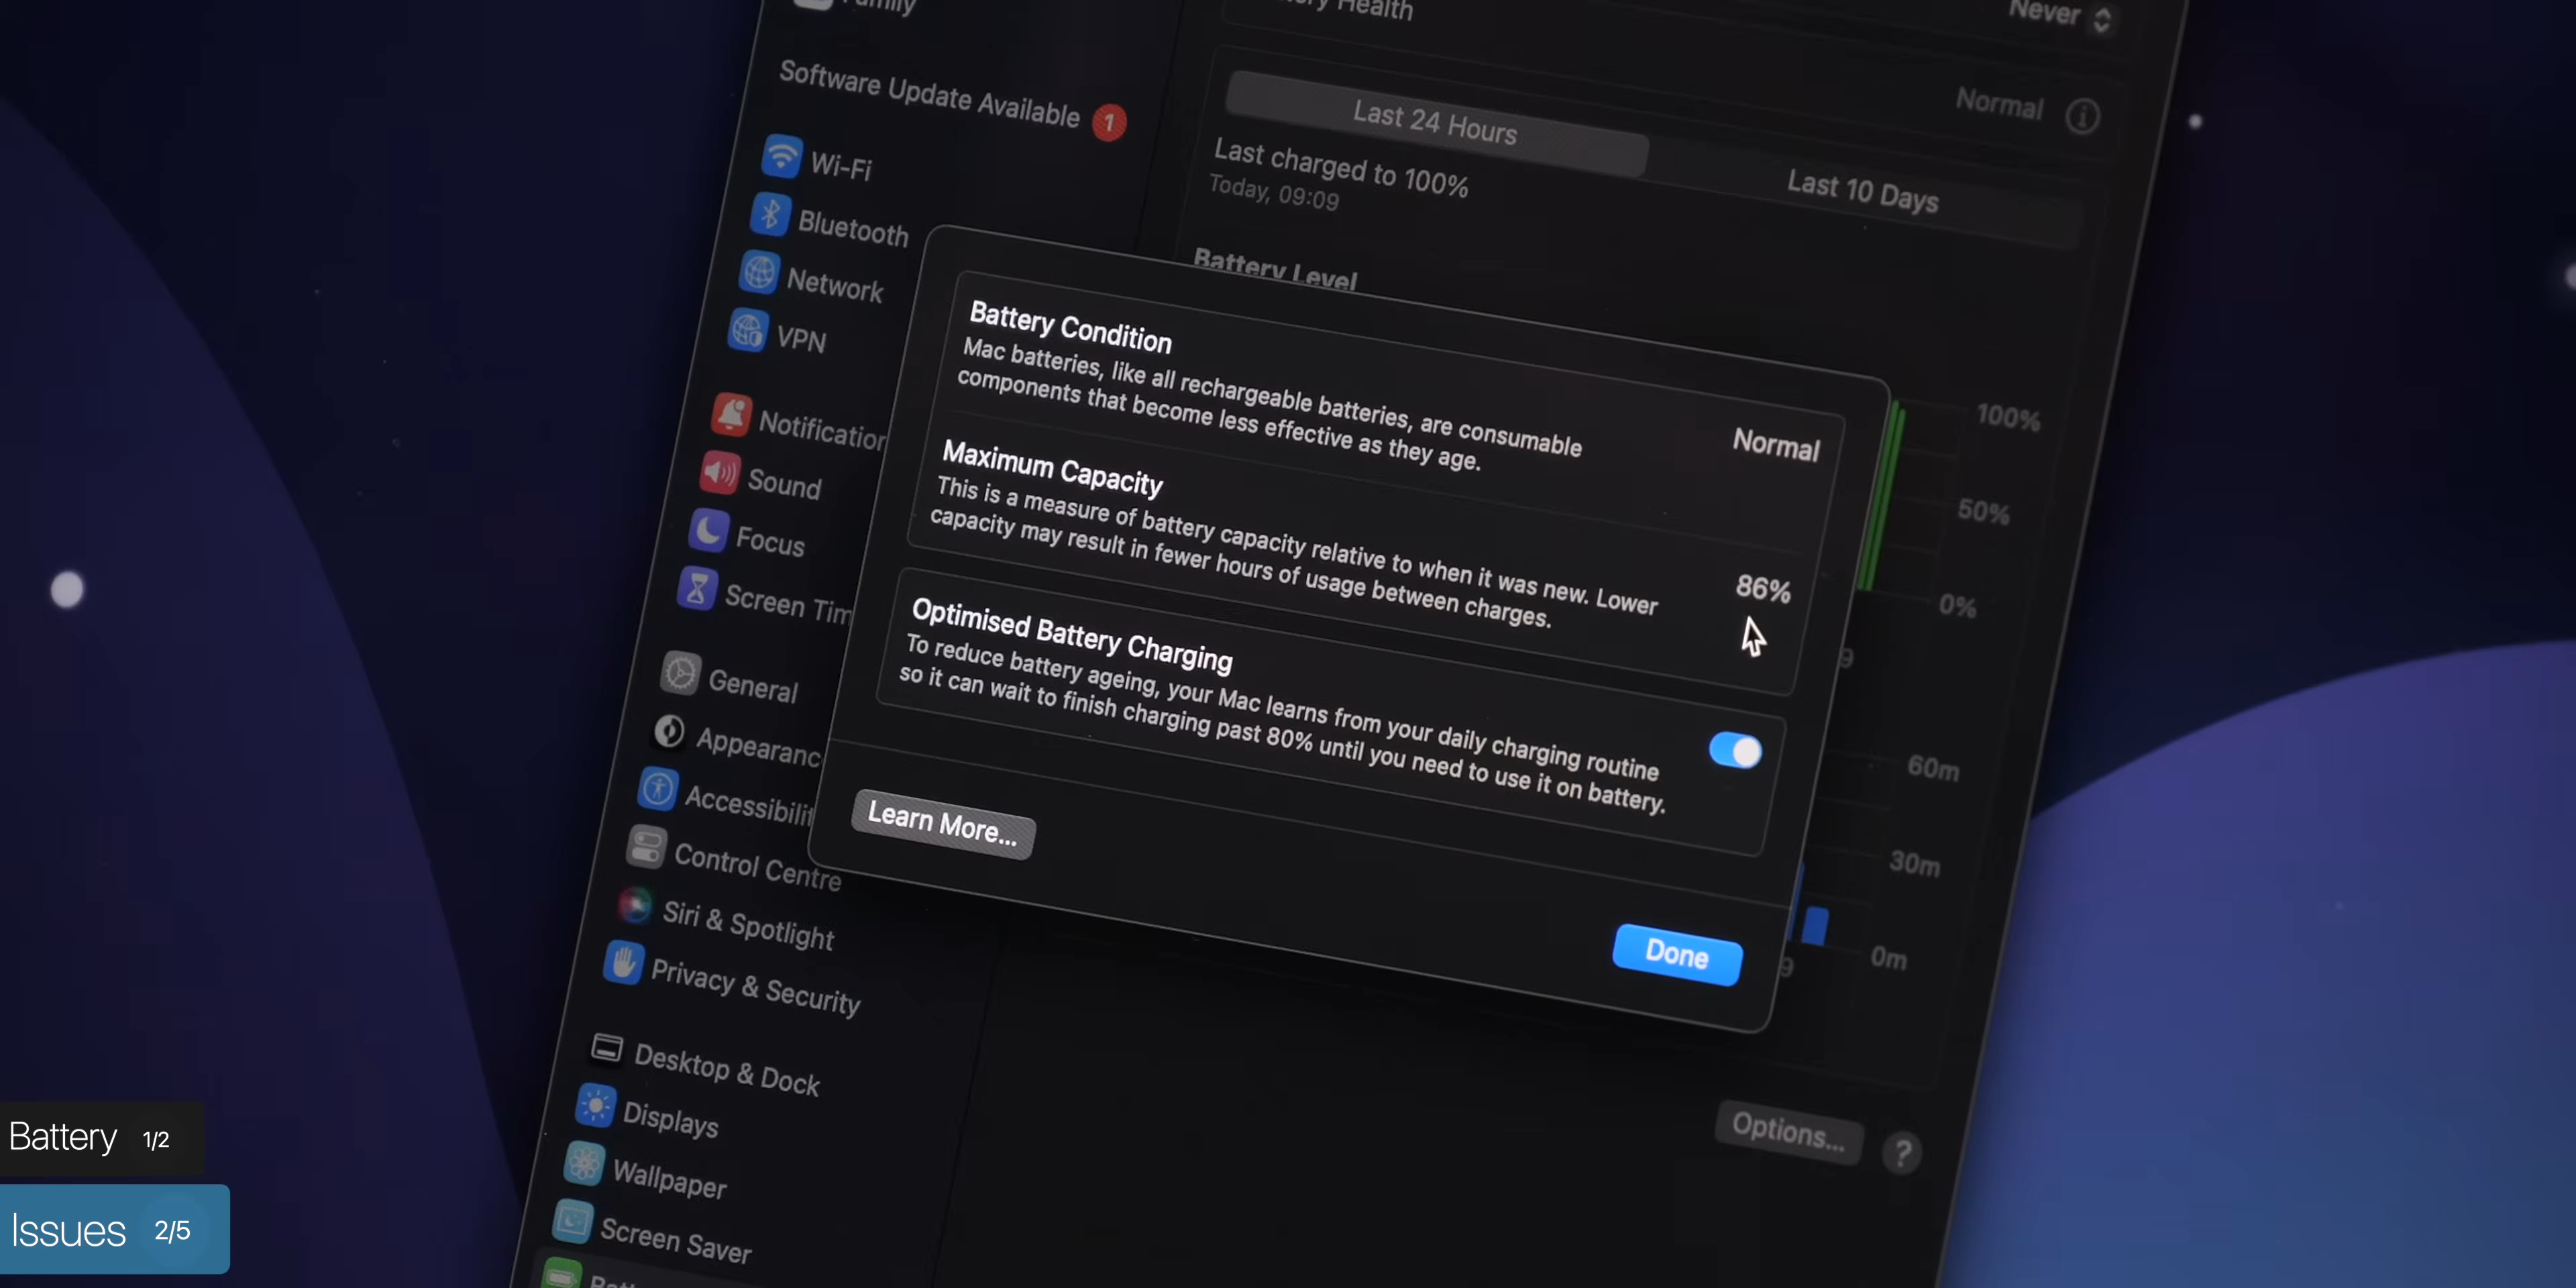 Family
Software Update Available 1
Wi-Fi
Bluetooth
Network
VPN
Sound
Focus
Screen
General
Control Centre
Siri & Spotlight
Privacy & Security
Desktop & Dock
Displays
Wallpaper
Screen Saver
Health
Never
Normal
Last 24 Hours
Last 10 Days
Last charged to 100%
Today, 09:09
Battery Level
100%
50%
0%
60m
30m
0m
Battery Condition
Mac batteries, like all rechargeable batteries, are consumable
components that become less effective as they age.
Normal
Maximum Capacity
This is a measure of battery capacity relative to when it was new. Lower
capacity may result in fewer hours of usage between charges.
86%
Optimised Battery Charging
To reduce battery ageing, your Mac learns from your daily charging routine
so it can wait to finish charging past 80% until you need to use it on battery.
Learn More...
Done
Options...
?
Battery 1/2
Issues 2/5